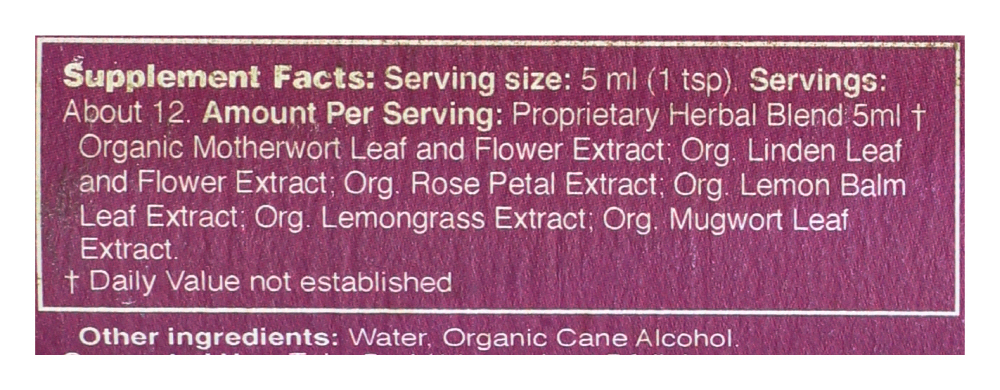 Supplement Facts: Serving size: 5 ml (1 tsp). Servings:
About 12. Amount Per Serving: Proprietary Herbal Blend 5ml †
Organic Motherwort Leaf and Flower Extract; Org. Linden Leaf
and Flower Extract; Org. Rose Petal Extract; Org. Lemon Balm
Leaf Extract; Org. Lemongrass Extract; Org. Mugwort Leaf
Extract.
† Daily Value not established
Other ingredients: Water, Organic Cane Alcohol.